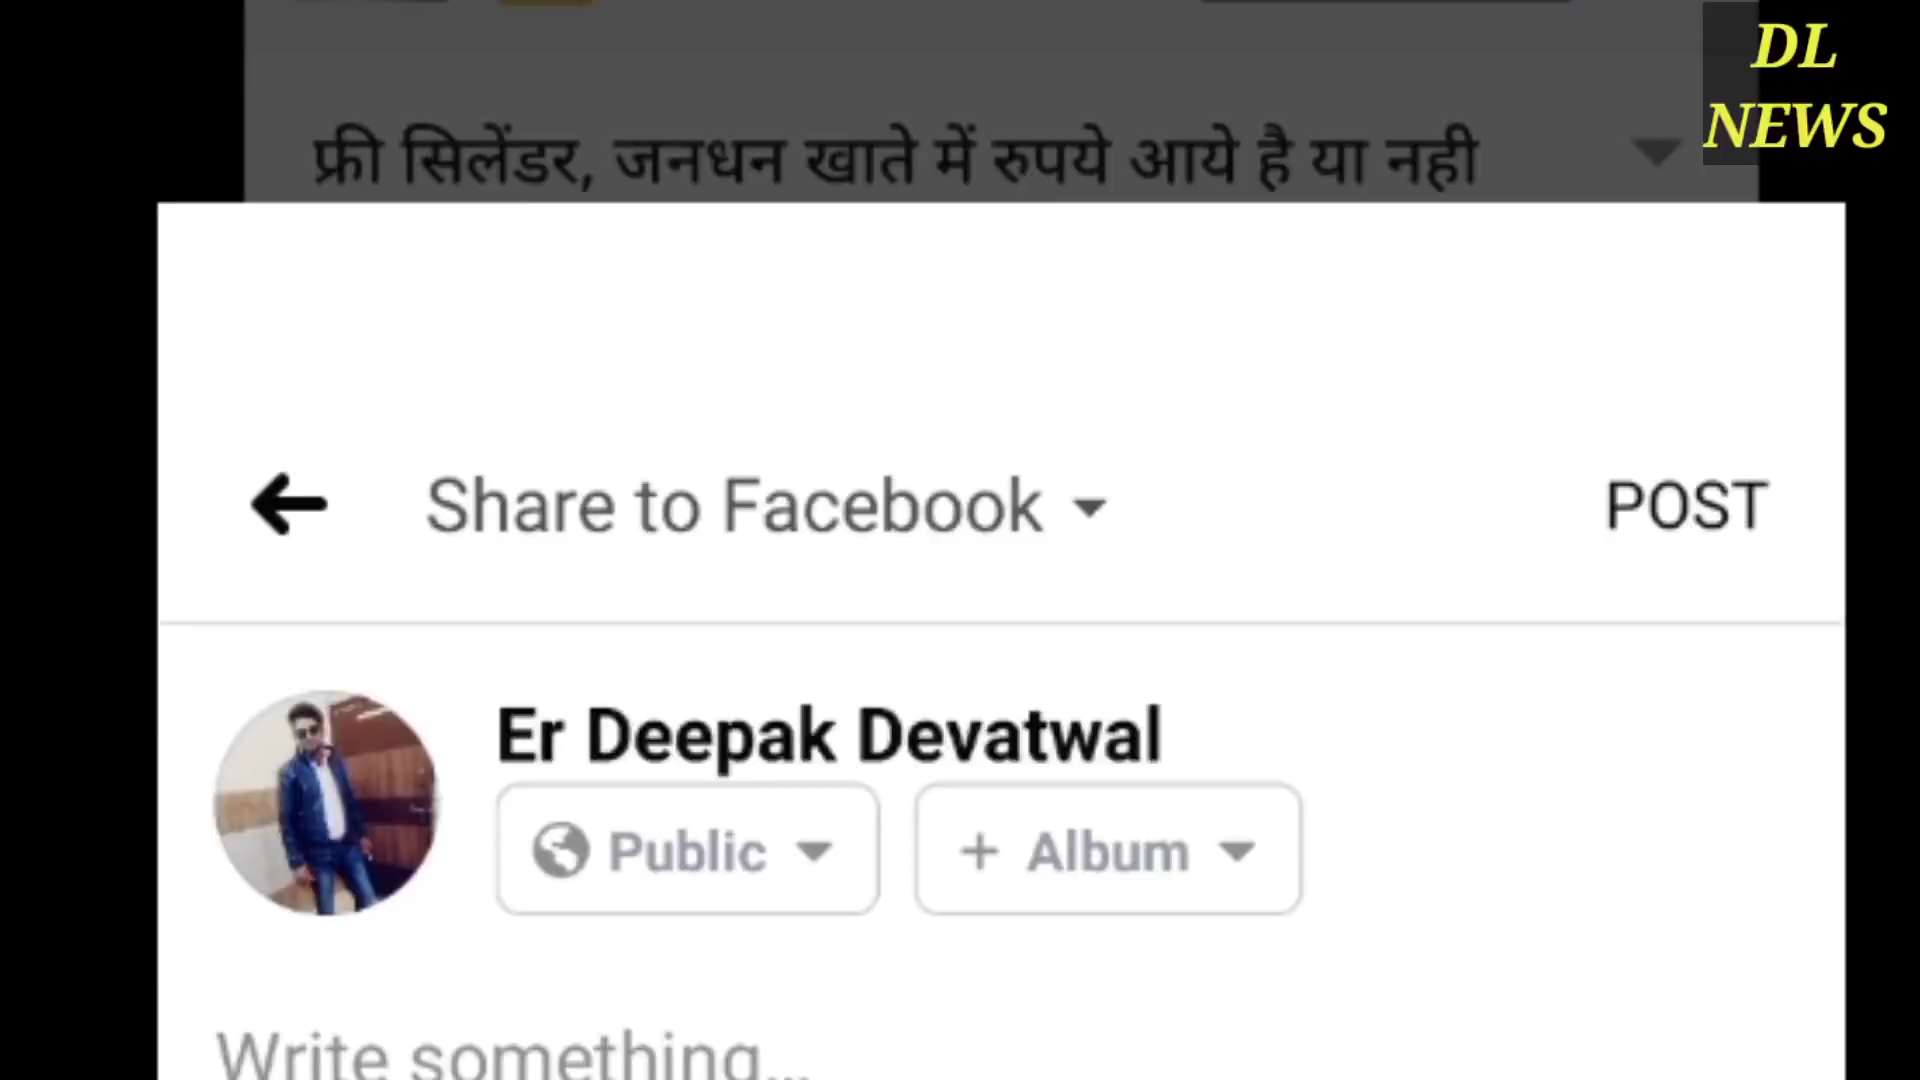 DL
NEWS
फ्री सिलेंडर, जनधन खाते में रुपये आये है या नही
Share to Facebook
POST
Er Deepak Devatwal
Public
+ Album
Write something...